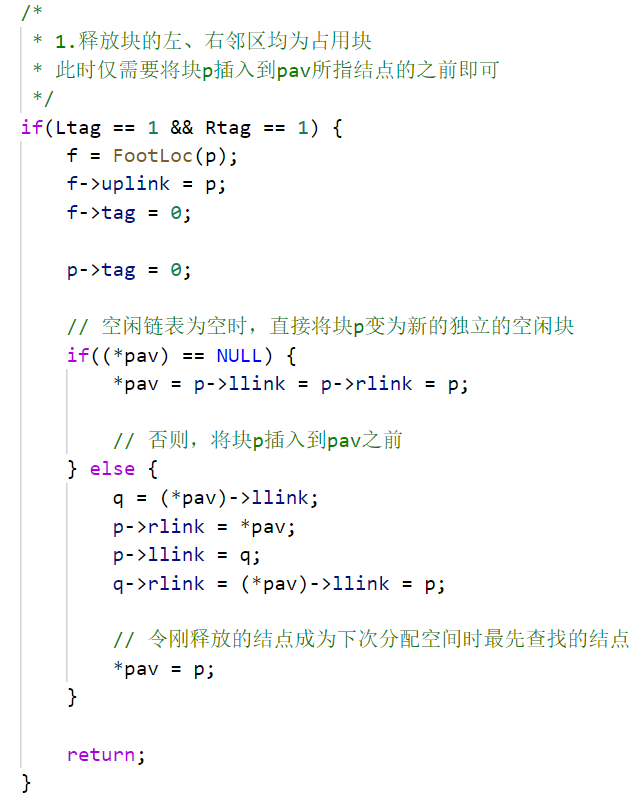 /*
 * 1.释放块的左、右邻区均为占用块
 * 此时仅需要将块p插入到pav所指结点的之前即可
 */
if(Ltag == 1 && Rtag == 1) {
    f = FootLoc(p);
    f->uplink = p;
    f->tag = 0;

    p->tag = 0;

    // 空闲链表为空时，直接将块p变为新的独立的空闲块
    if((*pav) == NULL) {
        *pav = p->llink = p->rlink = p;

        // 否则，将块p插入到pav之前
    } else {
        q = (*pav)->llink;
        p->rlink = *pav;
        p->llink = q;
        q->rlink = (*pav)->llink = p;

        // 令刚释放的结点成为下次分配空间时最先查找的结点
        *pav = p;
    }

    return;
}